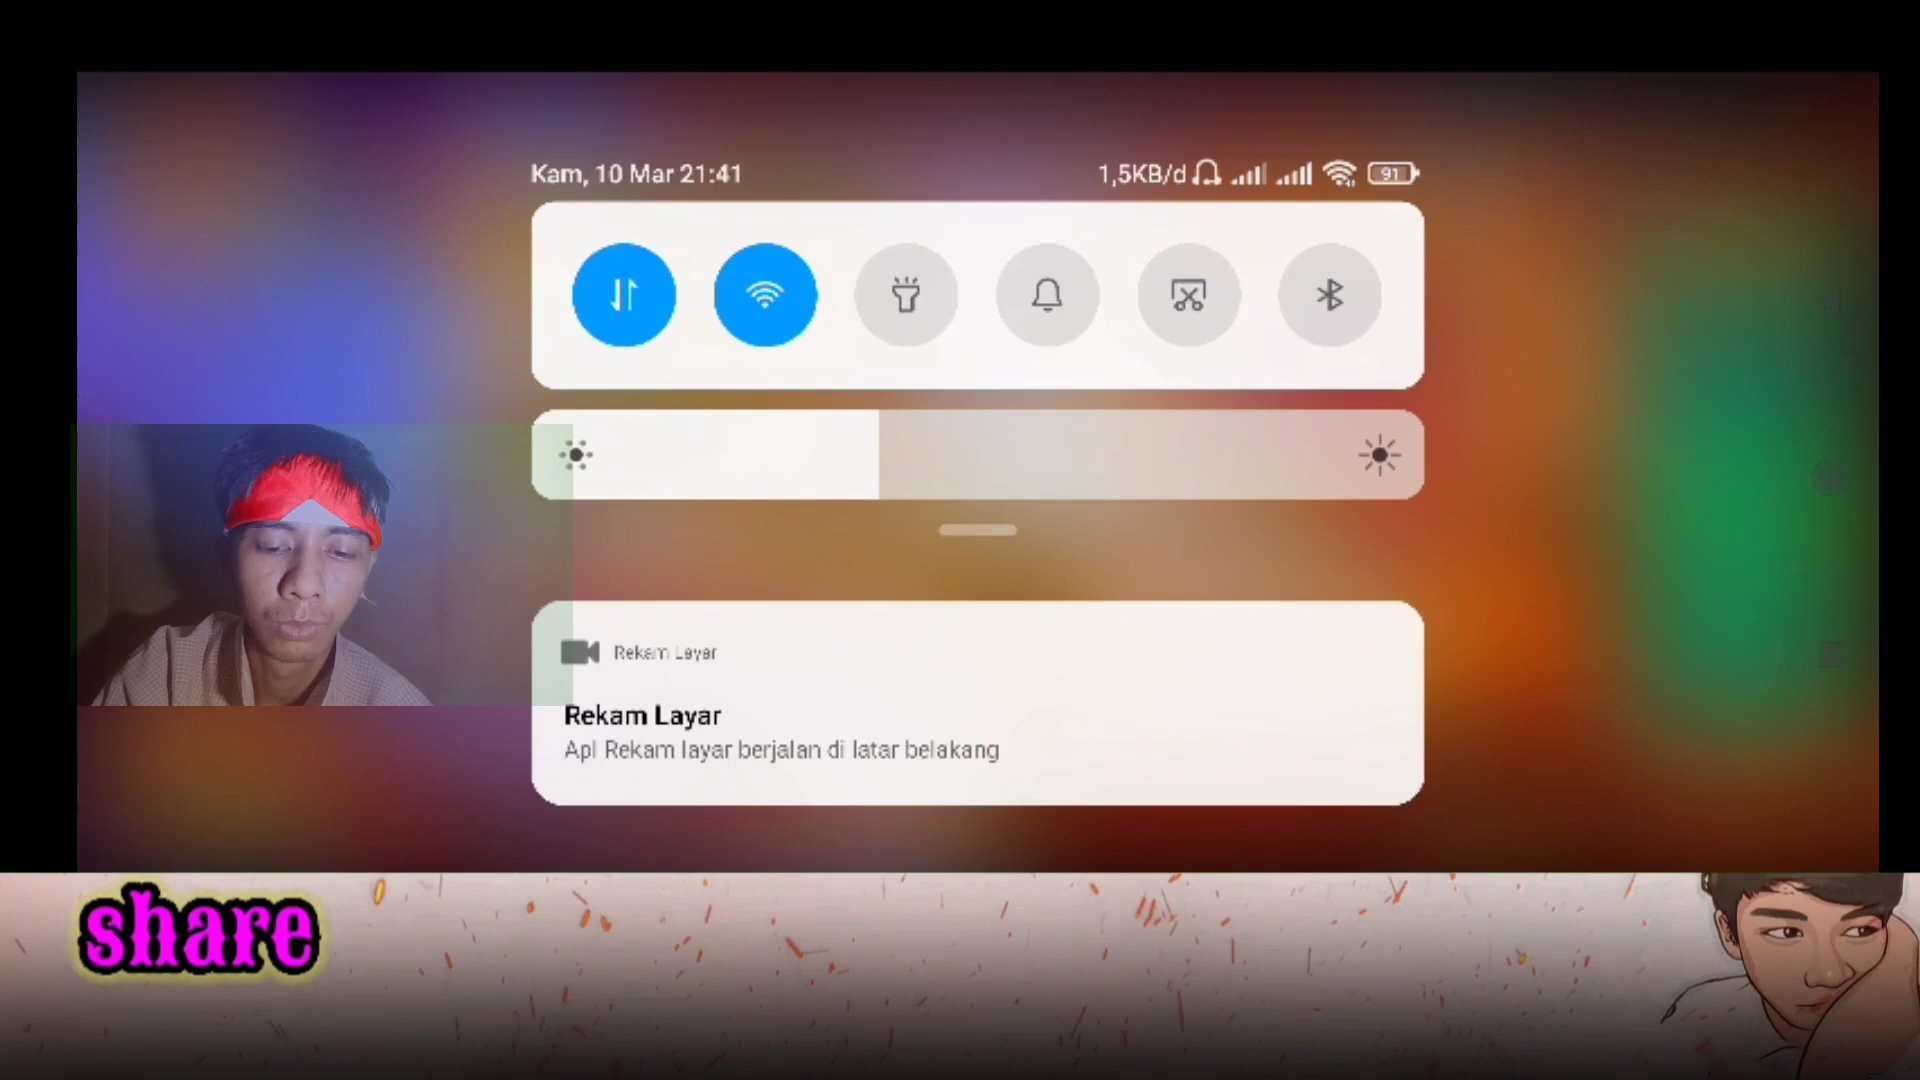 Kam, 10 Mar 21:41
1,5KB/d
91
Rekam Layar
Rekam Layar
Apl Rekam layar berjalan di latar belakang
share